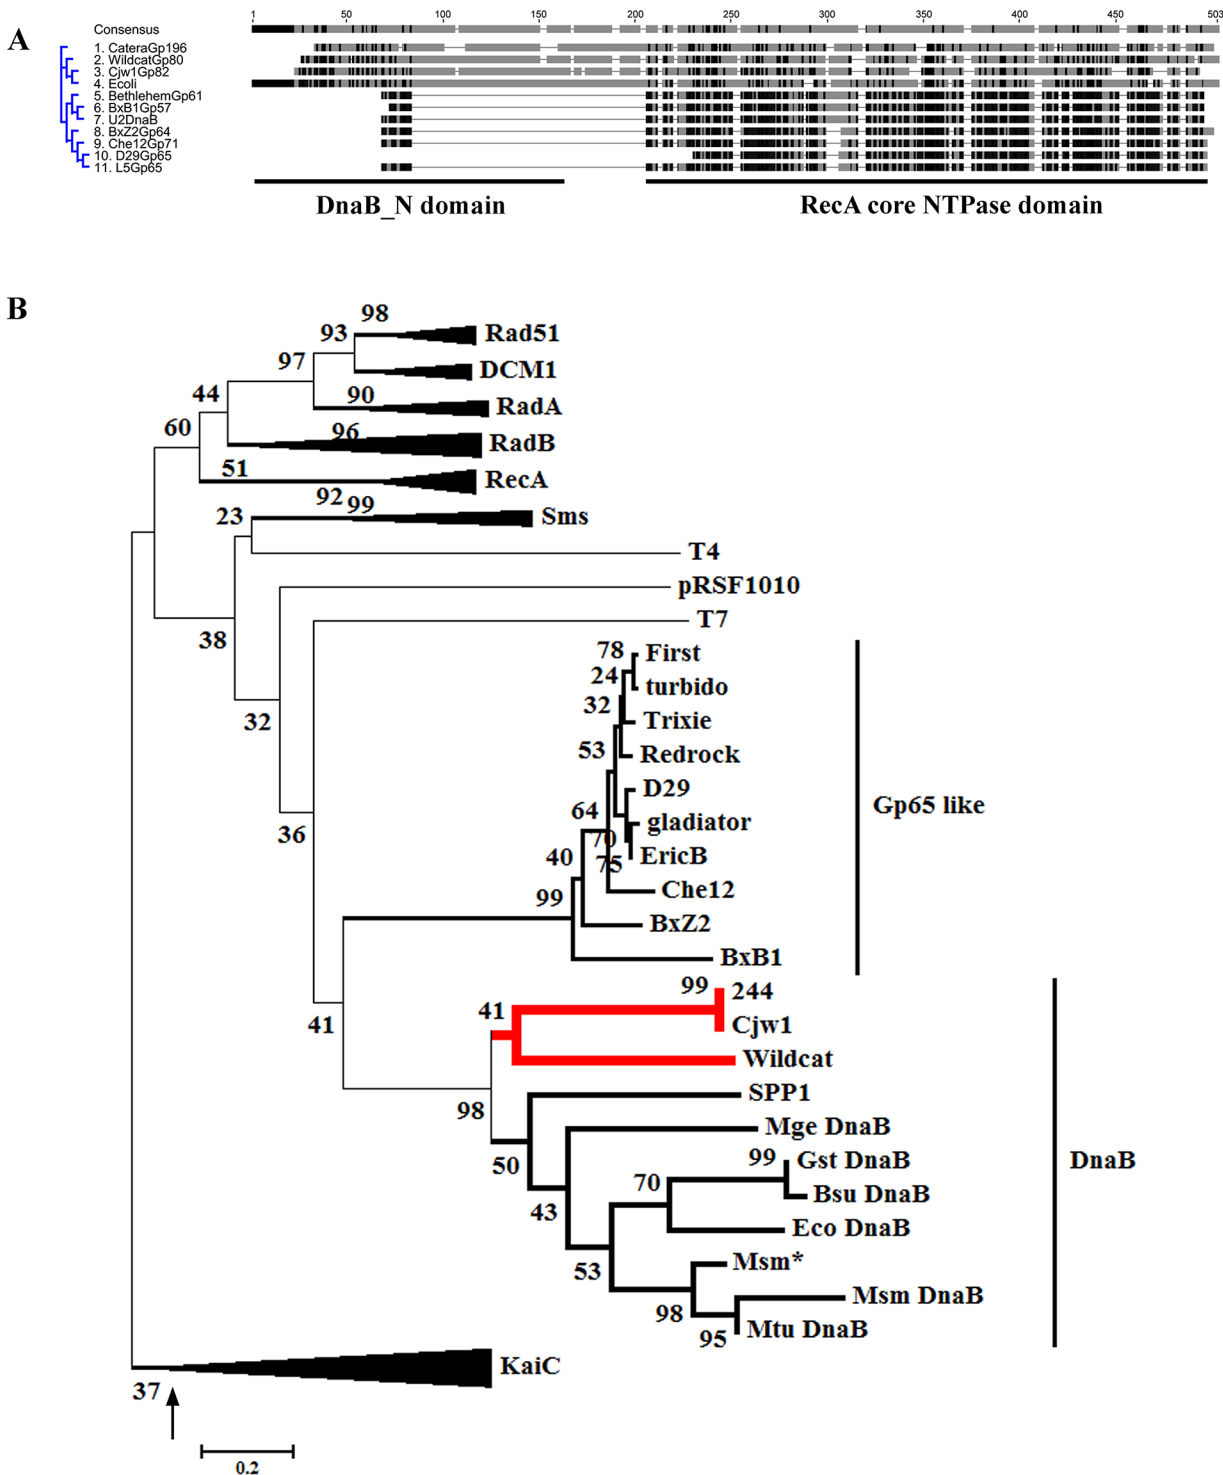 A
Consensus
1 50 100 150 200 250 300 350 400 450 503
1. CateraGp196
2. WildcatGp80
3. Cjw1Gp82
4. Ecoli
5. BethlehemGp61
6. BxB1Gp57
7. U2DnaB
8. BxZ2Gp64
9. Che12Gp71
10. D29Gp65
11. L5Gp65
DnaB_N domain RecA core NTPase domain
B
98
93 Rad51
97 DCM1
44 90 RadA
60 96 RadB
51 RecA
92 99
23 Sms
T4
pRSF1010
T7
38
78 First
24 turbido
32 Trixie
53 Redrock
D29
64 gladiator
70
75 EricB
40 Che12
99 BxZ2
BxB1
Gp65 like
32
36
41
99 244
41 Cjw1
Wildcat
98 SPP1
50 Mge DnaB
99 Gst DnaB
70 Bsu DnaB
43 Eco DnaB
53 Msm*
98 Msm DnaB
95 Mtu DnaB
DnaB
KaiC
37
0.2